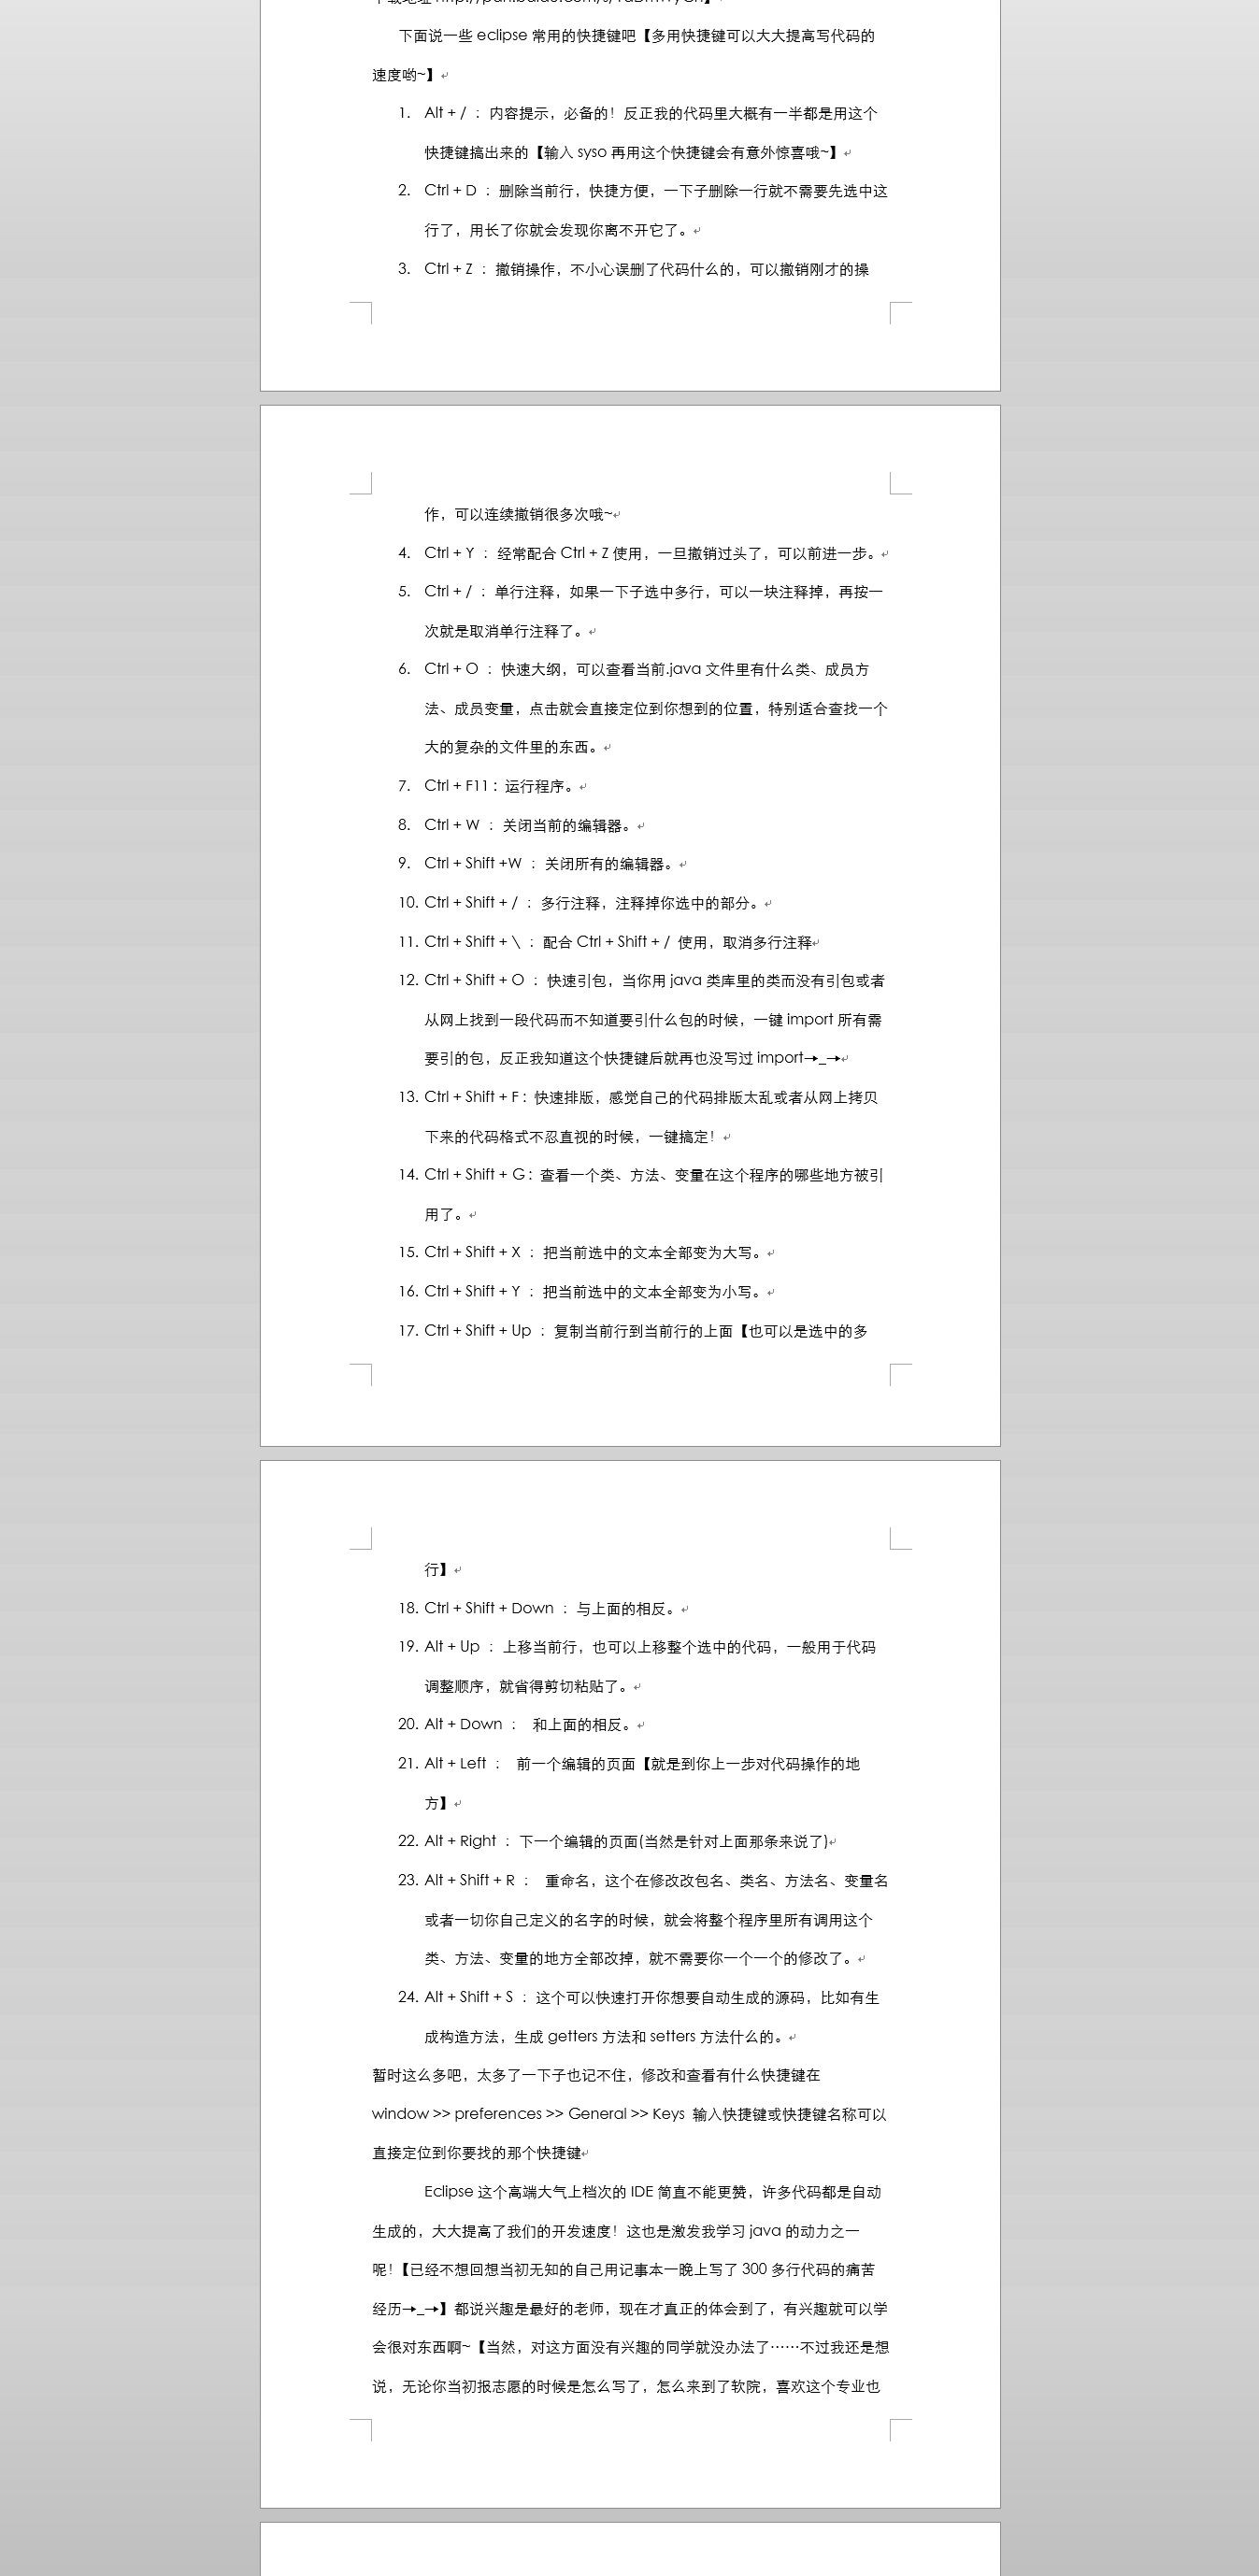 下面说一些 eclipse 常用的快捷键吧【多用快捷键可以大大提高写代码的
速度哟~】
1. Alt + / ：内容提示，必备的！反正我的代码里大概有一半都是用这个
快捷键搞出来的【输入 syso 再用这个快捷键会有意外惊喜哦~】
2. Ctrl + D ：删除当前行，快捷方便，一下子删除一行就不需要先选中这
行了，用长了你就会发现你离不开它了。
3. Ctrl + Z ：撤销操作，不小心误删了代码什么的，可以撤销刚才的操
作，可以连续撤销很多次哦~
4. Ctrl + Y ：经常配合 Ctrl + Z 使用，一旦撤销过头了，可以前进一步。
5. Ctrl + / ：单行注释，如果一下子选中多行，可以一块注释掉，再按一
次就是取消单行注释了。
6. Ctrl + O ：快速大纲，可以查看当前.java 文件里有什么类、成员方
法、成员变量，点击就会直接定位到你想到的位置，特别适合查找一个
大的复杂的文件里的东西。
7. Ctrl + F11：运行程序。
8. Ctrl + W ：关闭当前的编辑器。
9. Ctrl + Shift +W ：关闭所有的编辑器。
10. Ctrl + Shift + / ：多行注释，注释掉你选中的部分。
11. Ctrl + Shift + \ ：配合 Ctrl + Shift + / 使用，取消多行注释
12. Ctrl + Shift + O ：快速引包，当你用 java 类库里的类而没有引包或者
从网上找到一段代码而不知道要引什么包的时候，一键 import 所有需
要引的包，反正我知道这个快捷键后就再也没写过 import→_→
13. Ctrl + Shift + F：快速排版，感觉自己的代码排版太乱或者从网上拷贝
下来的代码格式不忍直视的时候，一键搞定！
14. Ctrl + Shift + G：查看一个类、方法、变量在这个程序的哪些地方被引
用了。
15. Ctrl + Shift + X ：把当前选中的文本全部变为大写。
16. Ctrl + Shift + Y ：把当前选中的文本全部变为小写。
17. Ctrl + Shift + Up ：复制当前行到当前行的上面【也可以是选中的多
行】
18. Ctrl + Shift + Down ：与上面的相反。
19. Alt + Up ：上移当前行，也可以上移整个选中的代码，一般用于代码
调整顺序，就省得剪切粘贴了。
20. Alt + Down ： 和上面的相反。
21. Alt + Left ： 前一个编辑的页面【就是到你上一步对代码操作的地
方】
22. Alt + Right ：下一个编辑的页面(当然是针对上面那条来说了)
23. Alt + Shift + R ： 重命名，这个在修改改包名、类名、方法名、变量名
或者一切你自己定义的名字的时候，就会将整个程序里所有调用这个
类、方法、变量的地方全部改掉，就不需要你一个一个的修改了。
24. Alt + Shift + S ：这个可以快速打开你想要自动生成的源码，比如有生
成构造方法，生成 getters 方法和 setters 方法什么的。
暂时这么多吧，太多了一下子也记不住，修改和查看有什么快捷键在
window >> preferences >> General >> Keys 输入快捷键或快捷键名称可以
直接定位到你要找的那个快捷键
Eclipse 这个高端大气上档次的 IDE 简直不能更赞，许多代码都是自动
生成的，大大提高了我们的开发速度！这也是激发我学习 java 的动力之一
呢！【已经不想回想当初无知的自己用记事本一晚上写了 300 多行代码的痛苦
经历→_→】都说兴趣是最好的老师，现在才真正的体会到了，有兴趣就可以学
会很对东西啊~【当然，对这方面没有兴趣的同学就没办法了……不过我还是想
说，无论你当初报志愿的时候是怎么写了，怎么来到了软院，喜欢这个专业也